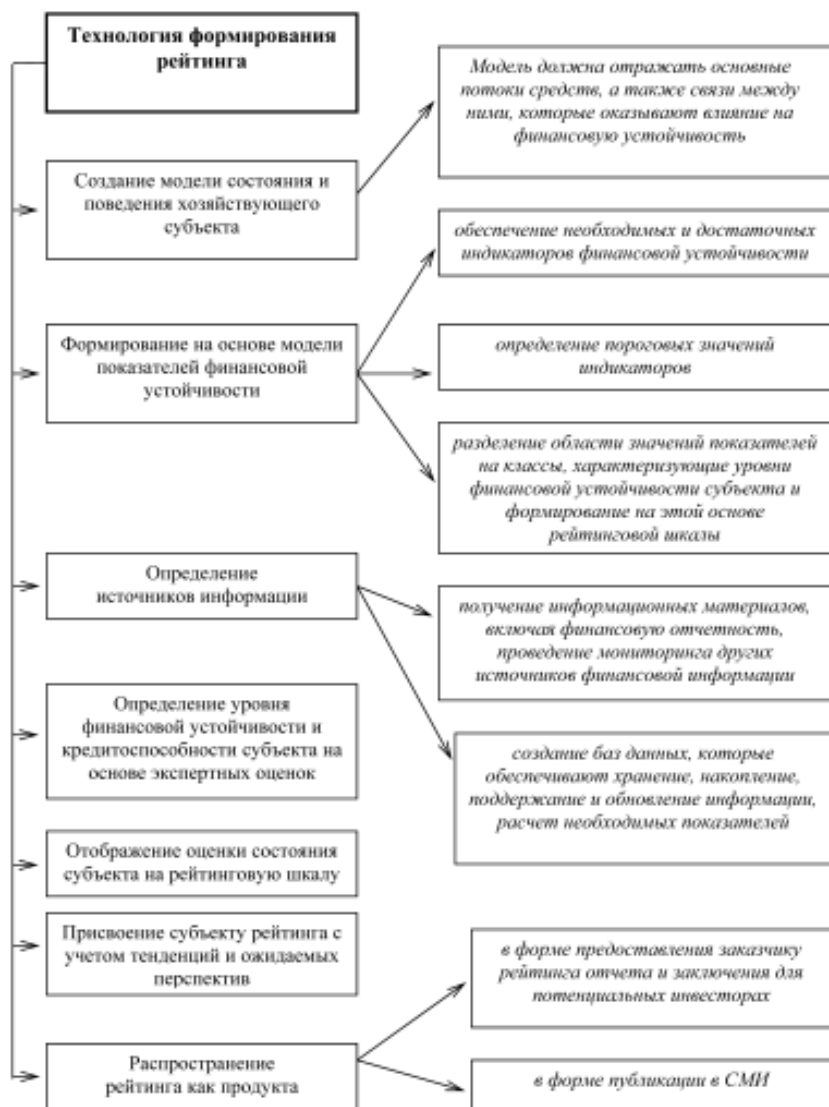 Технология формирования
рейтинга
Модель должна отражать основные
потоки средств, а также связи между
ними, которые оказывают влияние на
финансовую устойчивость
Создание модели состояния и
поведения хозяйствующего
субъекта
обеспечение необходимых и достаточных
индикаторов финансовой устойчивости
Формирование на основе модели
показателей финансовой
устойчивости
определение пороговых значений
индикаторов
разделение области значений показателей
на классы, характеризующие уровни
финансовой устойчивости субъекта и
формирование на этой основе
рейтинговой шкалы
Определение
источников информации
получение информационных материалов,
включая финансовую отчетность,
проведение мониторинга других
источников финансовой информации
Определение уровня
финансовой устойчивости и
кредитоспособности субъекта на
основе экспертных оценок
создание баз данных, которые
обеспечивают хранение, накопление,
поддержание и обновление информации,
расчет необходимых показателей
Отображение оценки состояния
субъекта на рейтинговую шкалу
Присвоение субъекту рейтинга с
учетом тенденций и ожидаемых
перспектив
в форме предоставления заказчику
рейтинга отчета и заключения для
потенциальных инвесторах
Распространение
рейтинга как продукта
в форме публикации в СМИ